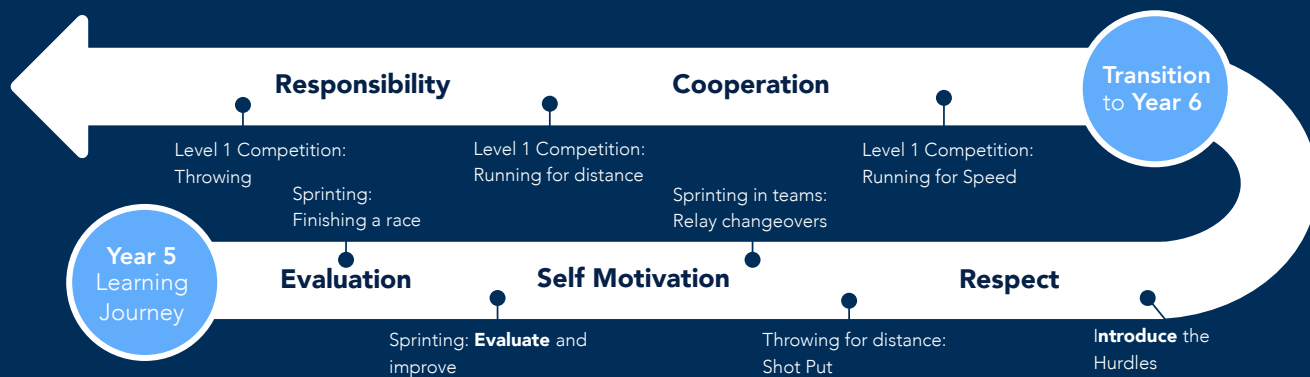 Responsibility
Cooperation
Transition
to Year 6
Level 1 Competition:
Throwing
Level 1 Competition:
Running for distance
Level 1 Competition:
Running for Speed
Sprinting:
Finishing a race
Sprinting in teams:
Relay changeovers
Year 5
Learning
Journey
Evaluation
Self Motivation
Respect
Sprinting: Evaluate and
improve
Throwing for distance:
Shot Put
Introduce the
Hurdles